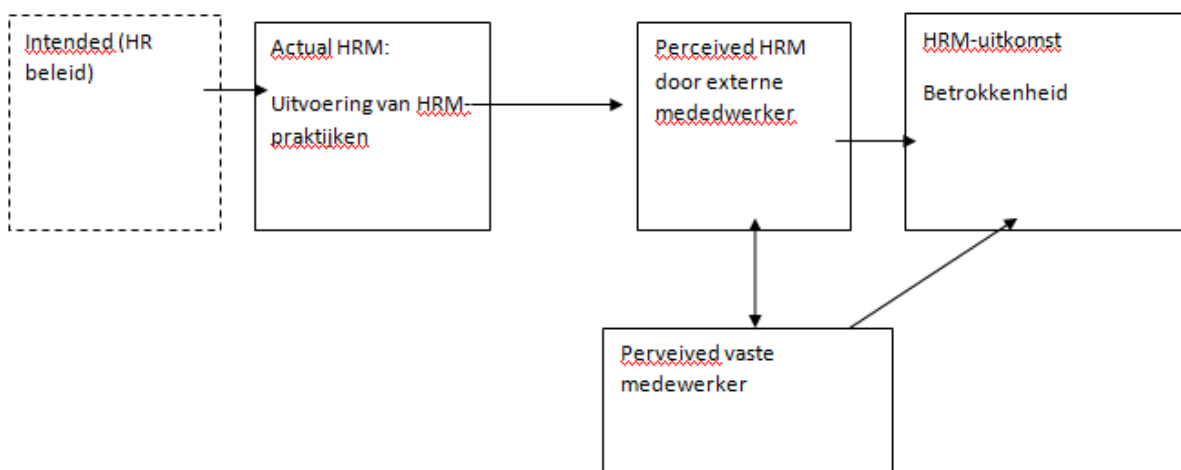 Intended (HR
beleid)
Actual HRM:
Uitvoering van HRM-
praktijken
Perceived HRM
door externe
mededwerker
HRM-uitkomst
Betrokkenheid
Perveived vaste
medewerker